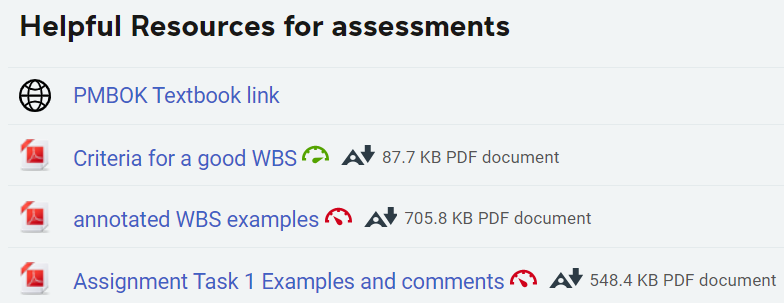 Helpful Resources for assessments
PMBOK Textbook link
Criteria for a good WBS 87.7 KB PDF document
annotated WBS examples 705.8 KB PDF document
Assignment Task 1 Examples and comments 548.4 KB PDF document